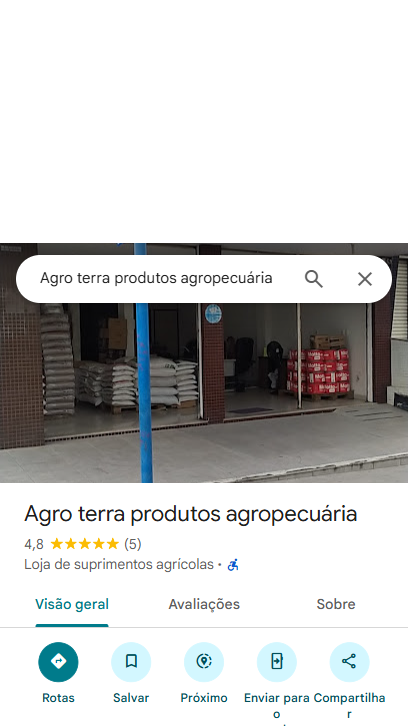 Agro terra produtos agropecuária
Agro terra produtos agropecuária
4,8 (5)
Loja de suprimentos agrícolas ·
Visão geral Avaliações Sobre
Rotas Salvar Próximo Enviar para Compartilha
o r